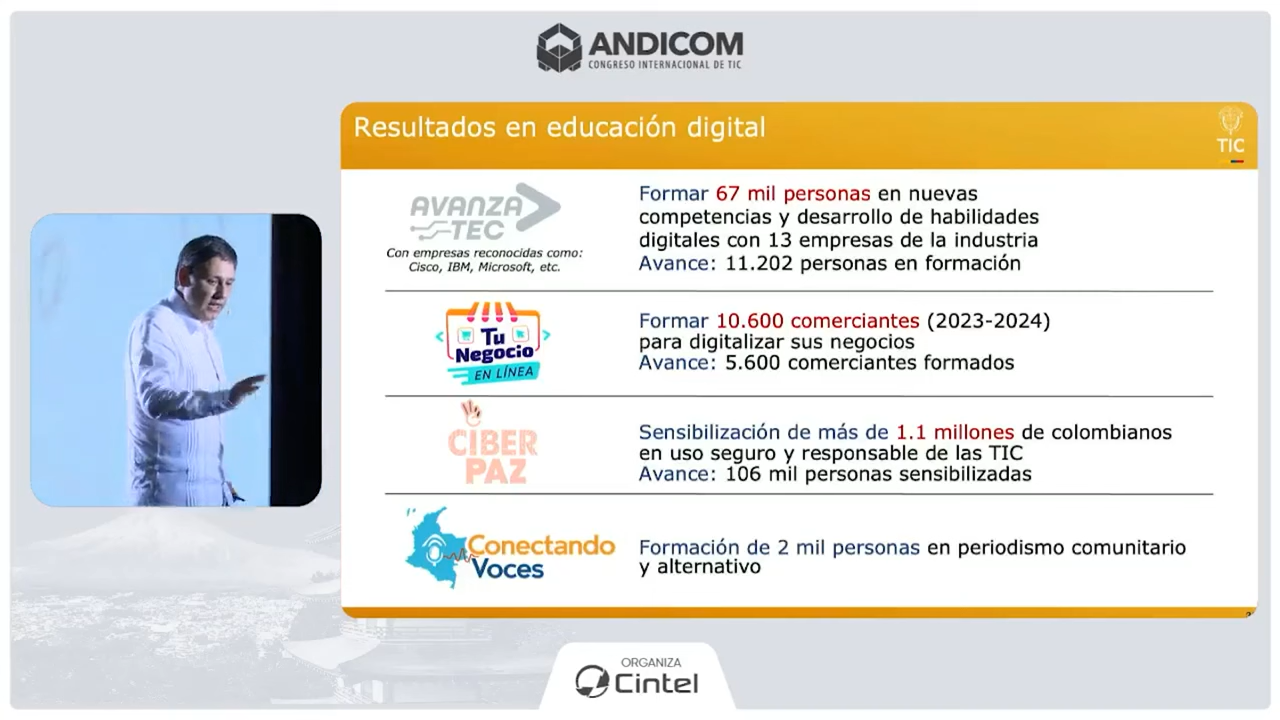 ANDICOM
CONGRESO INTERNACIONAL DE TIC
Resultados en educación digital
TIC
AVANZA
TEC
Con empresas reconocidas como:
Cisco, IBM, Microsoft, etc.
Formar 67 mil personas en nuevas
competencias y desarrollo de habilidades
digitales con 13 empresas de la industria
Avance: 11.202 personas en formación
Tu
Negocio
EN LÍNEA
Formar 10.600 comerciantes (2023-2024)
para digitalizar sus negocios
Avance: 5.600 comerciantes formados
CIBER
PAZ
Sensibilización de más de 1.1 millones de colombianos
en uso seguro y responsable de las TIC
Avance: 106 mil personas sensibilizadas
Conectando
Voces
Formación de 2 mil personas en periodismo comunitario
y alternativo
ORGANIZA
Cintel